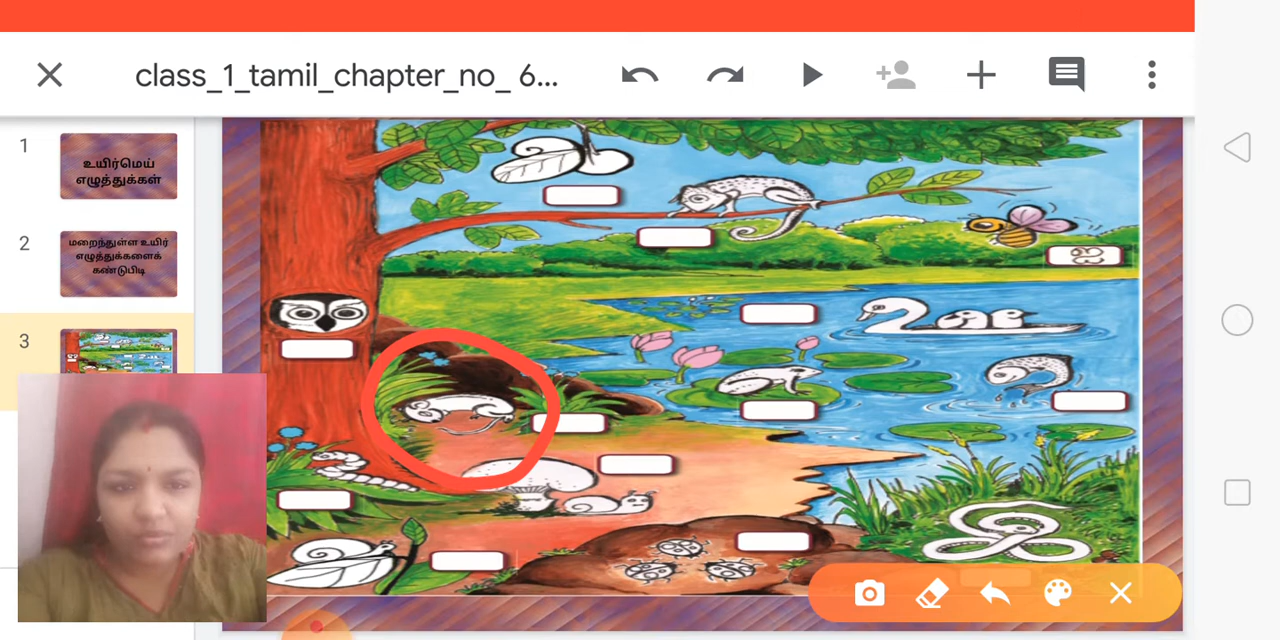 class_1_tamil_chapter_no_ 6...
1
உயிர்மெய்
எழுத்துக்கள்
2
மறைந்துள்ள உயிர்
எழுத்துக்களைக்
கண்டுபிடி
3